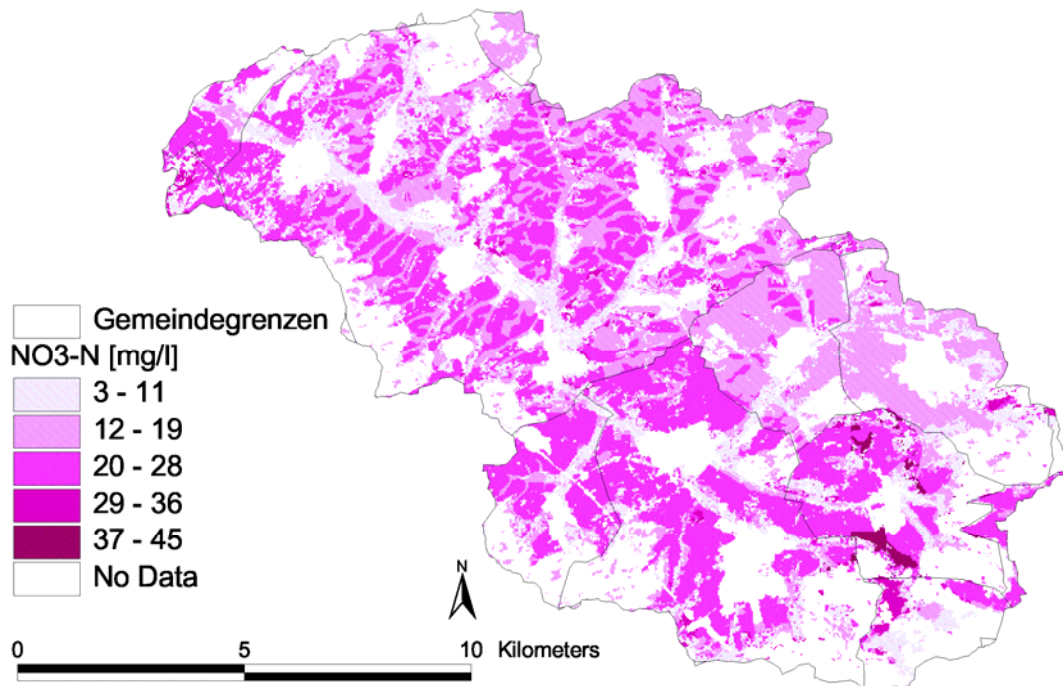 Gemeindegrenzen
NO3-N [mg/l]
3 - 11
12 - 19
20 - 28
29 - 36
37 - 45
No Data
N
0 5 10 Kilometers